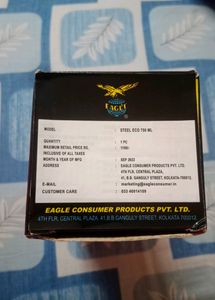 EAGLE
MODEL : STEEL ECO 750 ML
QUANTITY : 1 PC
MAXIMUM RETAIL PRICE RS.
INCLUSIVE OF ALL TAXES
MONTH & YEAR OF MFG : SEP 2023
ADDRESS : EAGLE CONSUMER PRODUCTS PVT. LTD.
4TH FLR, CENTRAL PLAZA,
41, B.B. GANGULY STREET, KOLKATA-700012.
E-MAIL : marketing@eagleconsumer.in
CUSTOMER CARE : 033 40014109
EAGLE CONSUMER PRODUCTS PVT. LTD.
4TH FLR, CENTRAL PLAZA, 41,B.B.GANGULY STREET, KOLKATA 700012